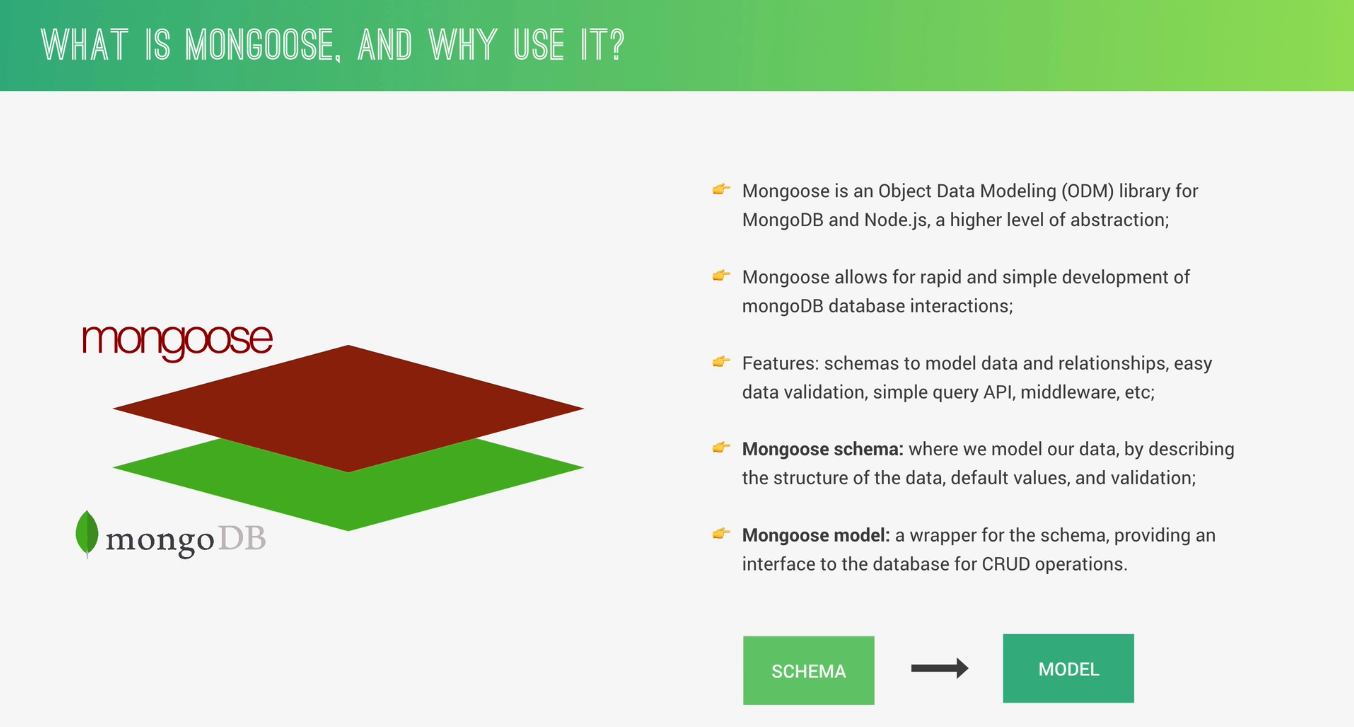 WHAT IS MONGOOSE, AND WHY USE IT?
mongoose
mongoDB
👉 Mongoose is an Object Data Modeling (ODM) library for
MongoDB and Node.js, a higher level of abstraction;
👉 Mongoose allows for rapid and simple development of
mongoDB database interactions;
👉 Features: schemas to model data and relationships, easy
data validation, simple query API, middleware, etc;
👉 Mongoose schema: where we model our data, by describing
the structure of the data, default values, and validation;
👉 Mongoose model: a wrapper for the schema, providing an
interface to the database for CRUD operations.
SCHEMA
MODEL